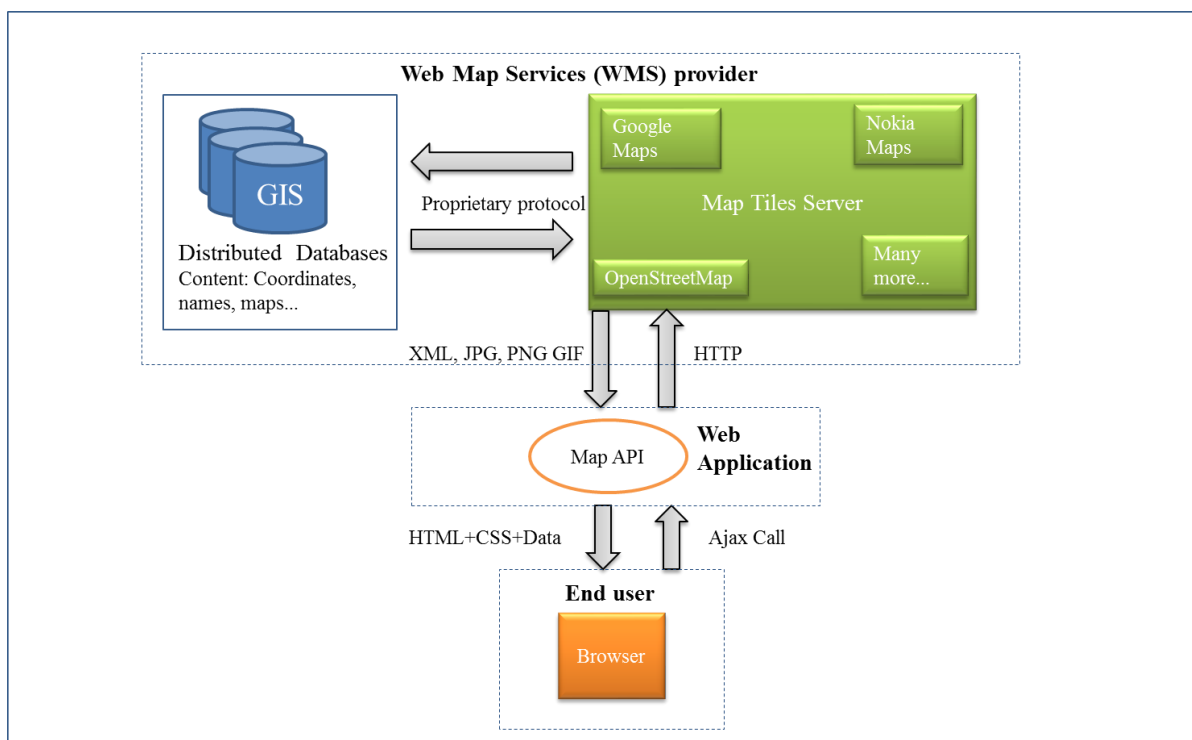 Web Map Services (WMS) provider
GIS
Distributed Databases
Content: Coordinates,
names, maps...
Proprietary protocol
Google
Maps
Nokia
Maps
Map Tiles Server
OpenStreetMap
Many
more...
XML, JPG, PNG GIF
HTTP
Map API
Web
Application
HTML+CSS+Data
Ajax Call
End user
Browser